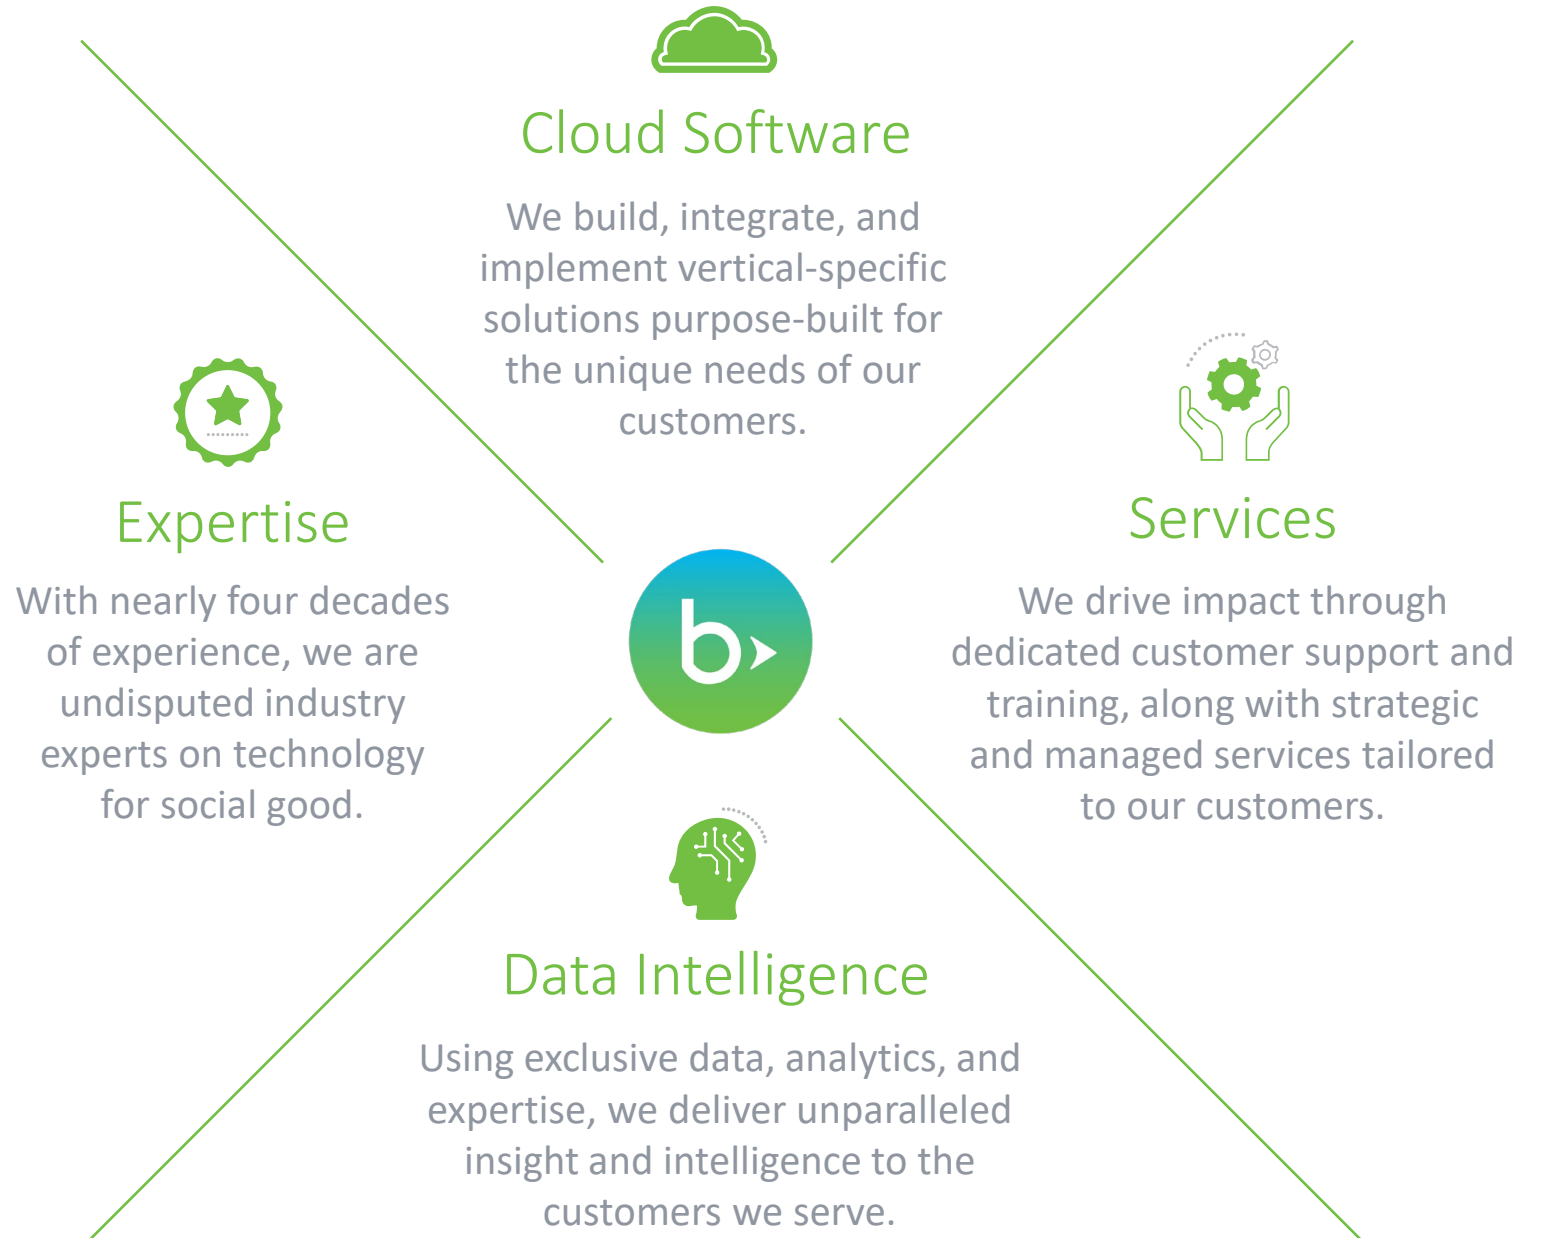 Cloud Software
We build, integrate, and
implement vertical-specific
solutions purpose-built for
the unique needs of our
customers.
Expertise
With nearly four decades
of experience, we are
undisputed industry
experts on technology
for social good.
b
Services
We drive impact through
dedicated customer support and
training, along with strategic
and managed services tailored
to our customers.
Data Intelligence
Using exclusive data, analytics, and
expertise, we deliver unparalleled
insight and intelligence to the
customers we serve.